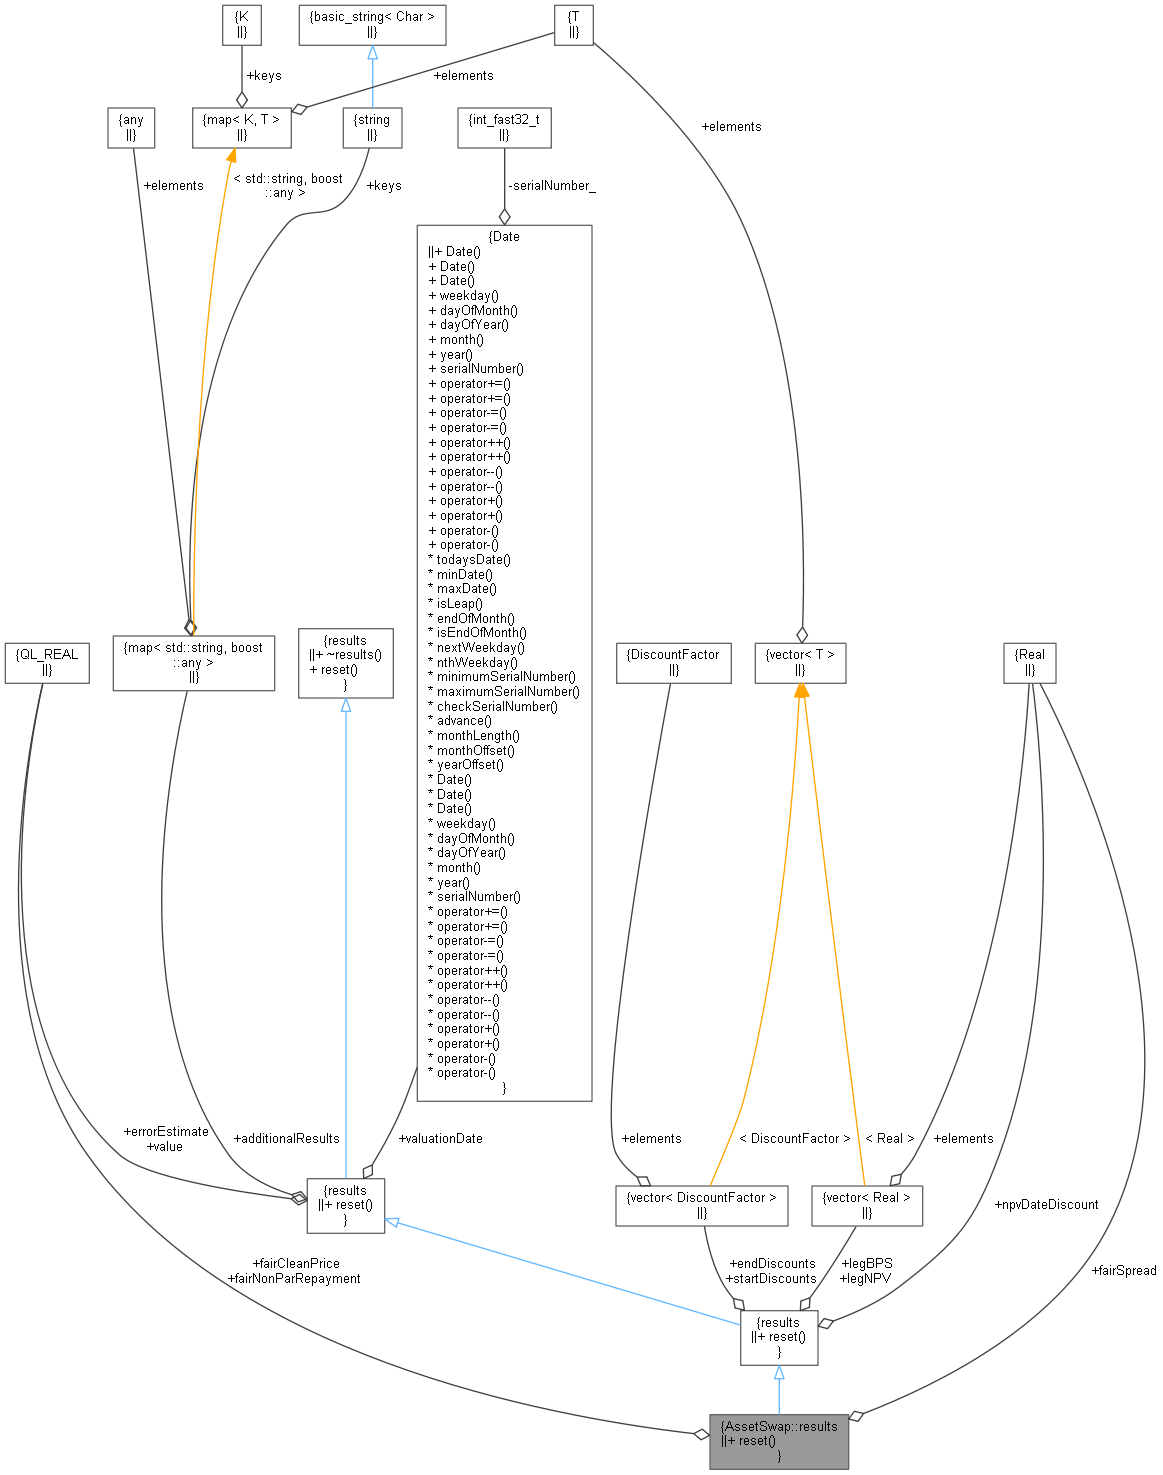 {K
||}
{basic_string< Char >
||}
{T
||}
+keys
+elements
{any
||}
{map< K, T >
||}
{string
||}
{int_fast32_t
||}
+elements
+elements
< std::string, boost
::any >
+keys
-serialNumber_
{Date
||+ Date()
+ Date()
+ Date()
+ weekday()
+ dayOfMonth()
+ dayOfYear()
+ month()
+ year()
+ serialNumber()
+ operator+=()
+ operator+=()
+ operator-=()
+ operator-=()
+ operator++()
+ operator++()
+ operator--()
+ operator--()
+ operator+()
+ operator+()
+ operator-()
+ operator-()
* todaysDate()
* minDate()
* maxDate()
* isLeap()
* endOfMonth()
* isEndOfMonth()
* nextWeekday()
* nthWeekday()
* minimumSerialNumber()
* maximumSerialNumber()
* checkSerialNumber()
* advance()
* monthLength()
* monthOffset()
* yearOffset()
* Date()
* Date()
* Date()
* weekday()
* dayOfMonth()
* dayOfYear()
* month()
* year()
* serialNumber()
* operator+=()
* operator+=()
* operator-=()
* operator-=()
* operator++()
* operator++()
* operator--()
* operator--()
* operator+()
* operator+()
* operator-()
* operator-()
}
{QL_REAL
||}
{map< std::string, boost
::any >
||}
{results
||+ ~results()
+ reset()
}
{DiscountFactor
||}
{vector< T >
||}
{Real
||}
+errorEstimate
+value
+additionalResults
+valuationDate
+elements
< DiscountFactor >
< Real >
+elements
{results
||+ reset()
}
{vector< DiscountFactor >
||}
{vector< Real >
||}
+npvDateDiscount
+fairCleanPrice
+fairNonParRepayment
+endDiscounts
+startDiscounts
+legBPS
+legNPV
+fairSpread
{results
||+ reset()
}
{AssetSwap::results
||+ reset()
}